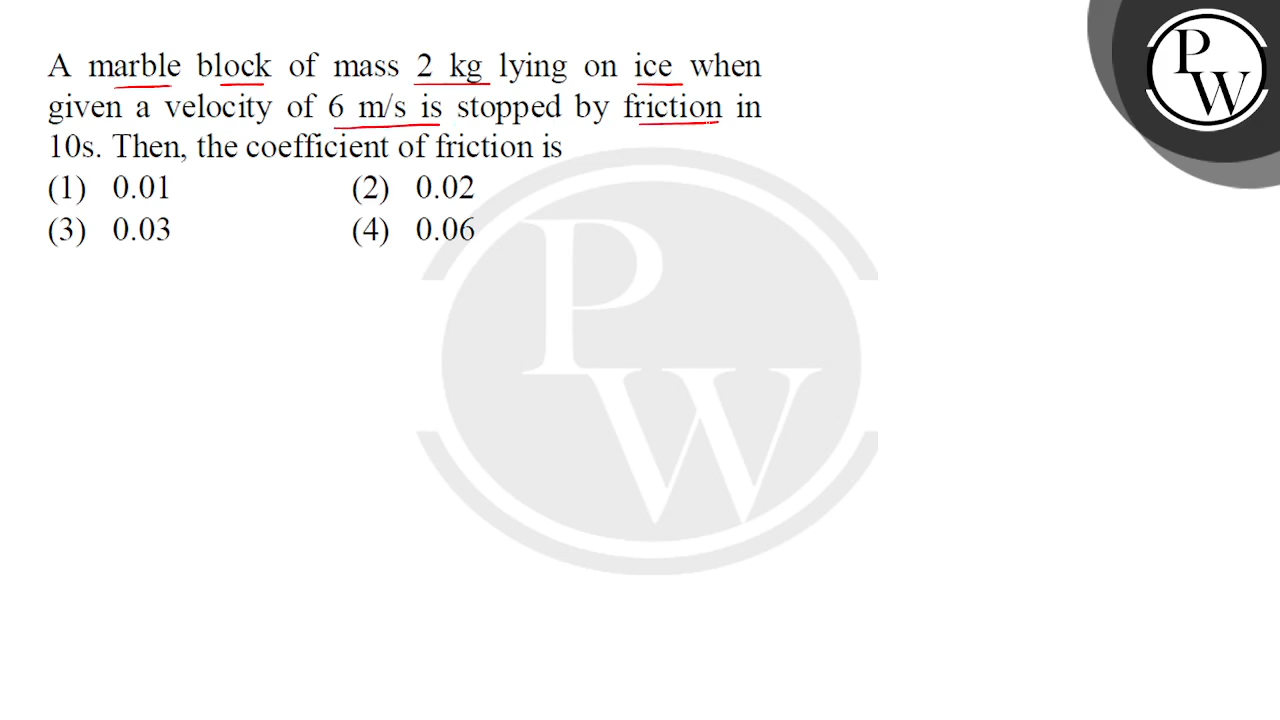 A marble block of mass 2 kg lying on ice when
given a velocity of 6 m/s is stopped by friction in
10s. Then, the coefficient of friction is
(1) 0.01 (2) 0.02
(3) 0.03 (4) 0.06
PW
PW